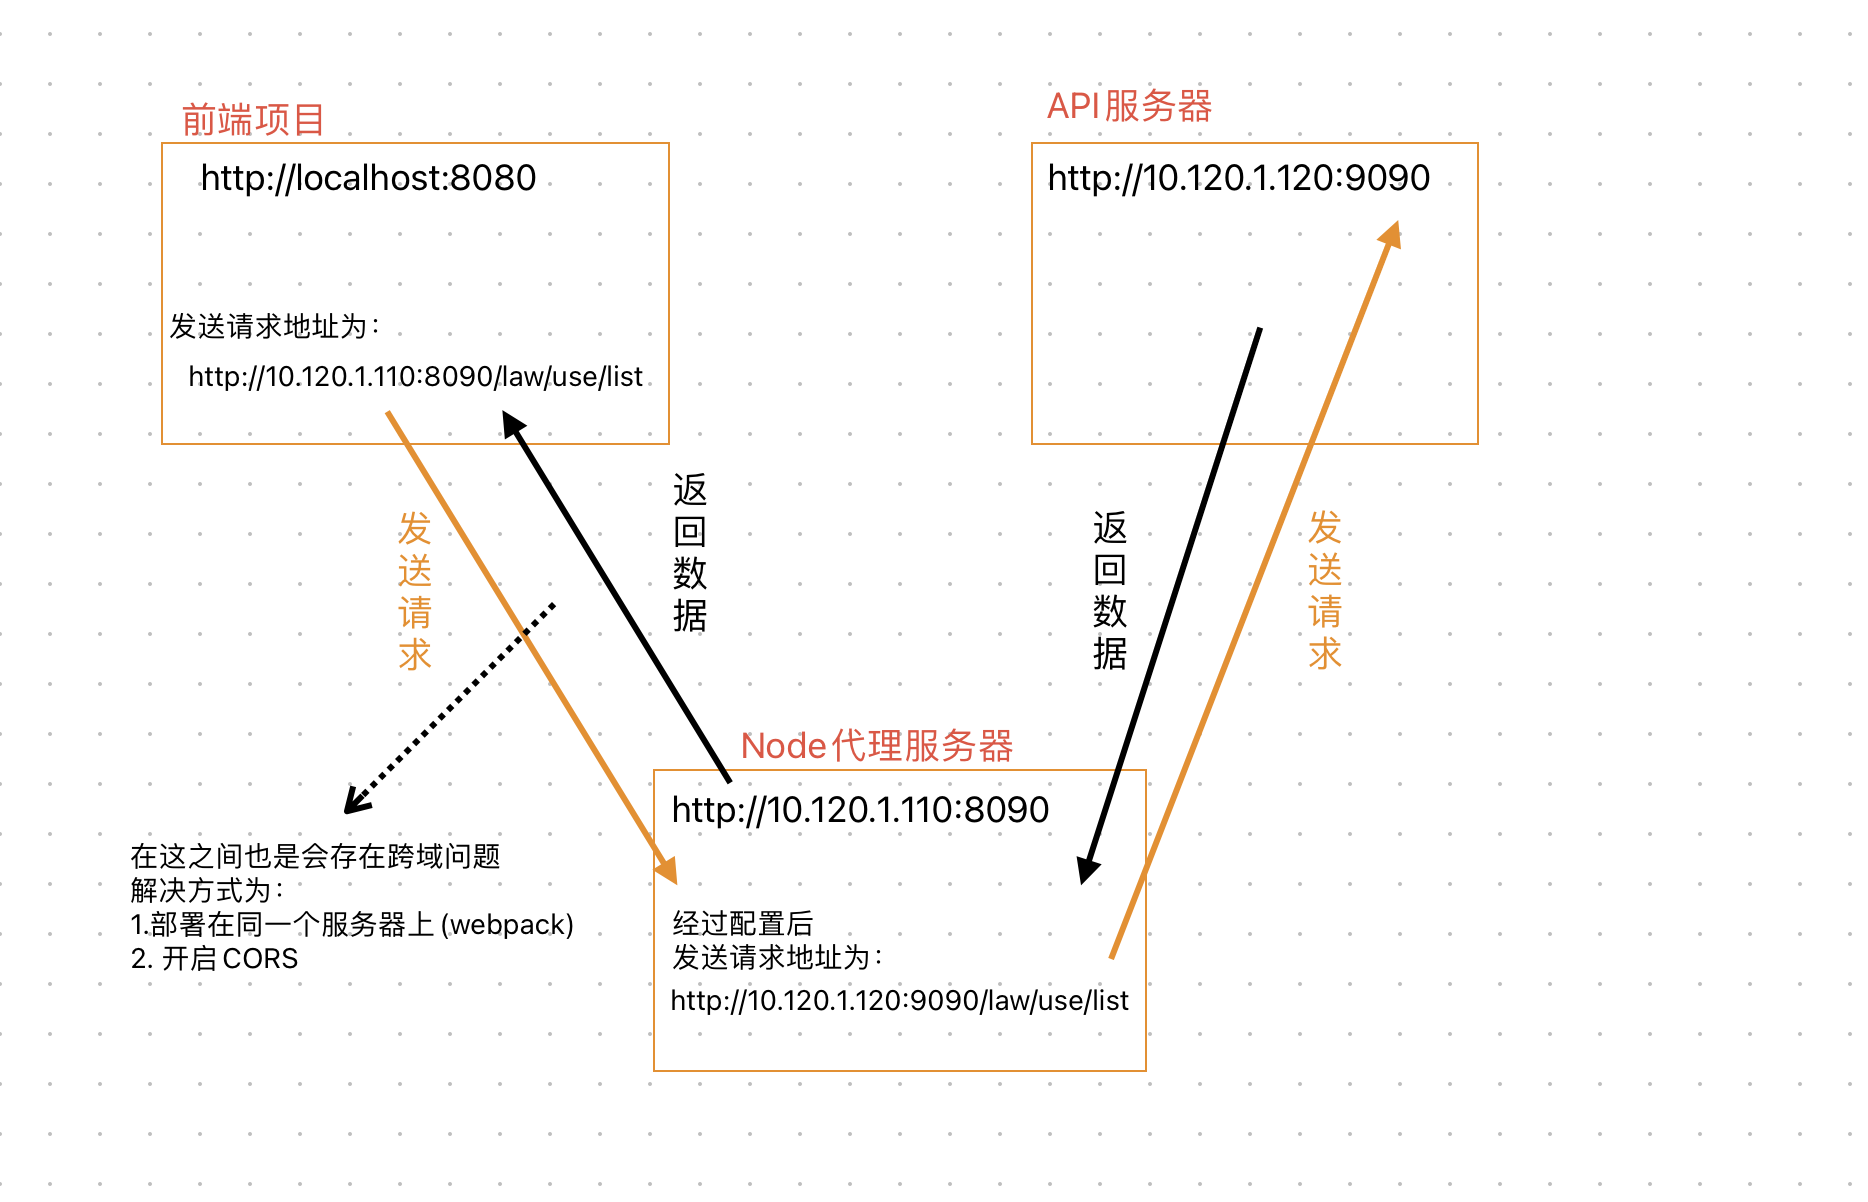 前端项目
http://localhost:8080
发送请求地址为：
http://10.120.1.110:8090/law/use/list
API服务器
http://10.120.1.120:9090
发送请求
返回数据
返回数据
发送请求
在这之间也是会存在跨域问题
解决方式为：
1.部署在同一个服务器上(webpack)
2. 开启CORS
Node代理服务器
http://10.120.1.110:8090
经过配置后
发送请求地址为：
http://10.120.1.120:9090/law/use/list